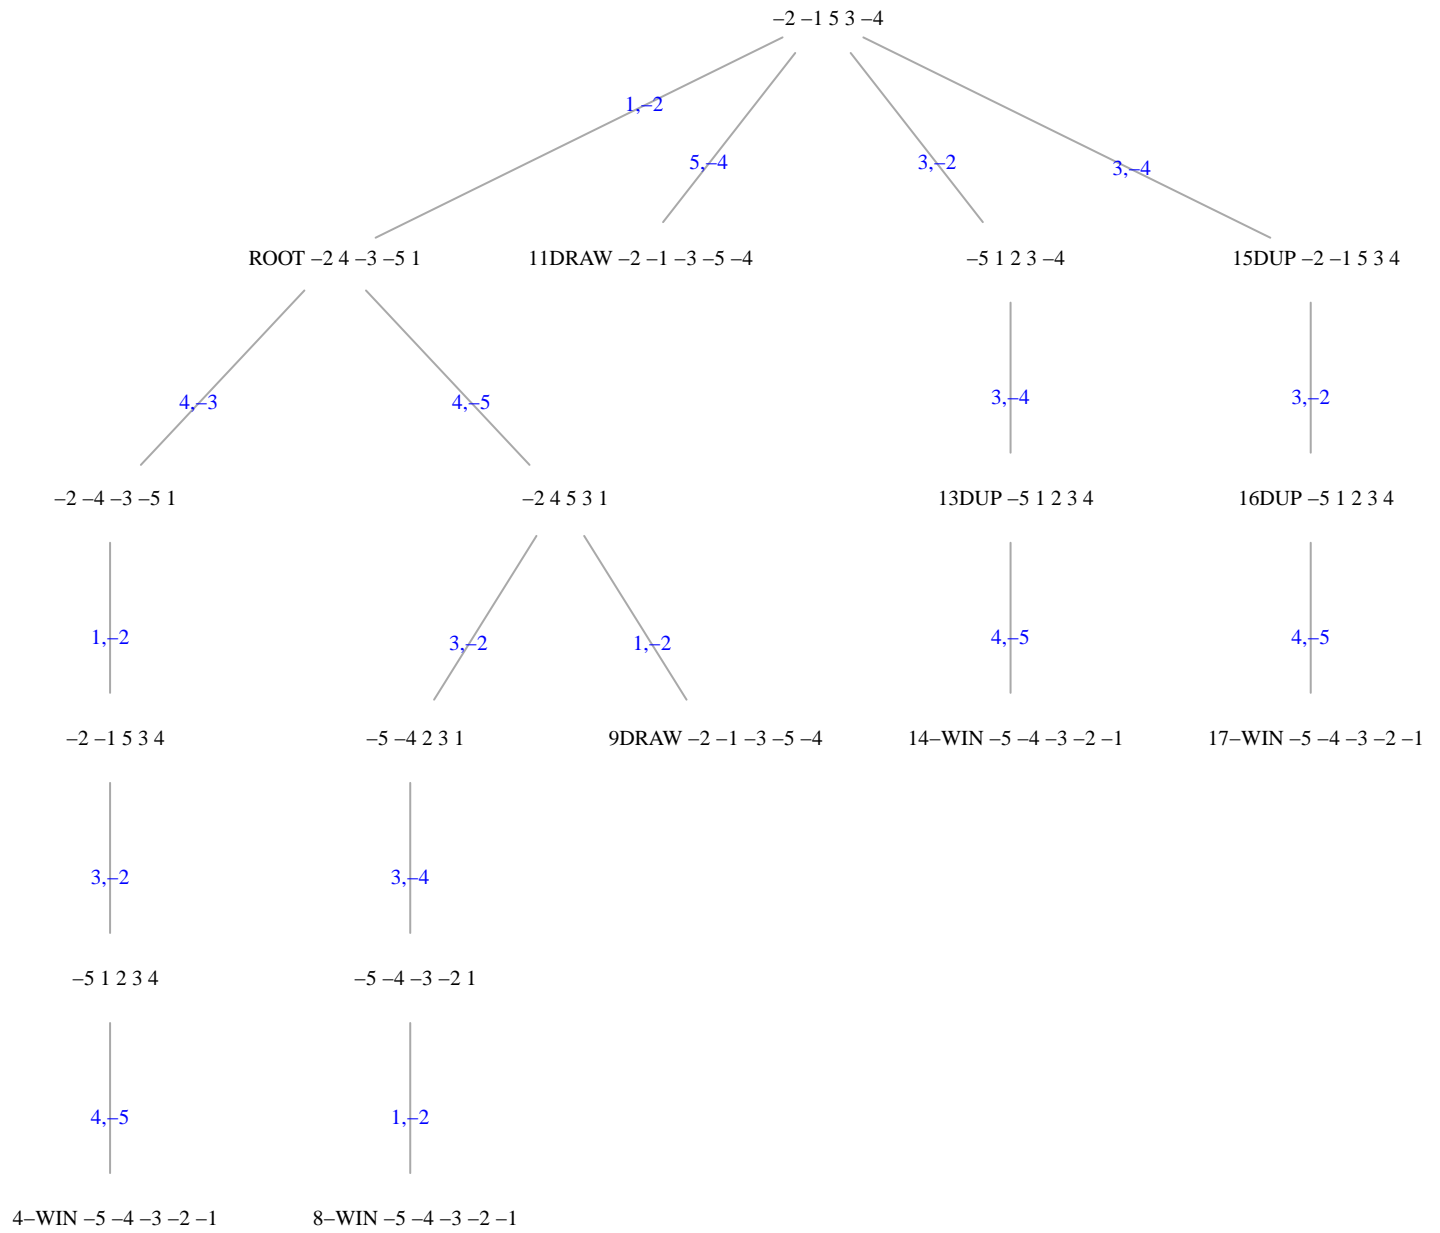 –2 –1 5 3 –4
1,–2
5,–4
3,–2
3,–4
ROOT –2 4 –3 –5 1
11DRAW –2 –1 –3 –5 –4
–5 1 2 3 –4
15DUP –2 –1 5 3 4
4,–3
4,–5
3,–4
3,–2
–2 –4 –3 –5 1
–2 4 5 3 1
13DUP –5 1 2 3 4
16DUP –5 1 2 3 4
1,–2
3,–2
1,–2
4,–5
4,–5
–2 –1 5 3 4
–5 –4 2 3 1
9DRAW –2 –1 –3 –5 –4
14–WIN –5 –4 –3 –2 –1
17–WIN –5 –4 –3 –2 –1
3,–2
3,–4
–5 1 2 3 4
–5 –4 –3 –2 1
4,–5
1,–2
4–WIN –5 –4 –3 –2 –1
8–WIN –5 –4 –3 –2 –1